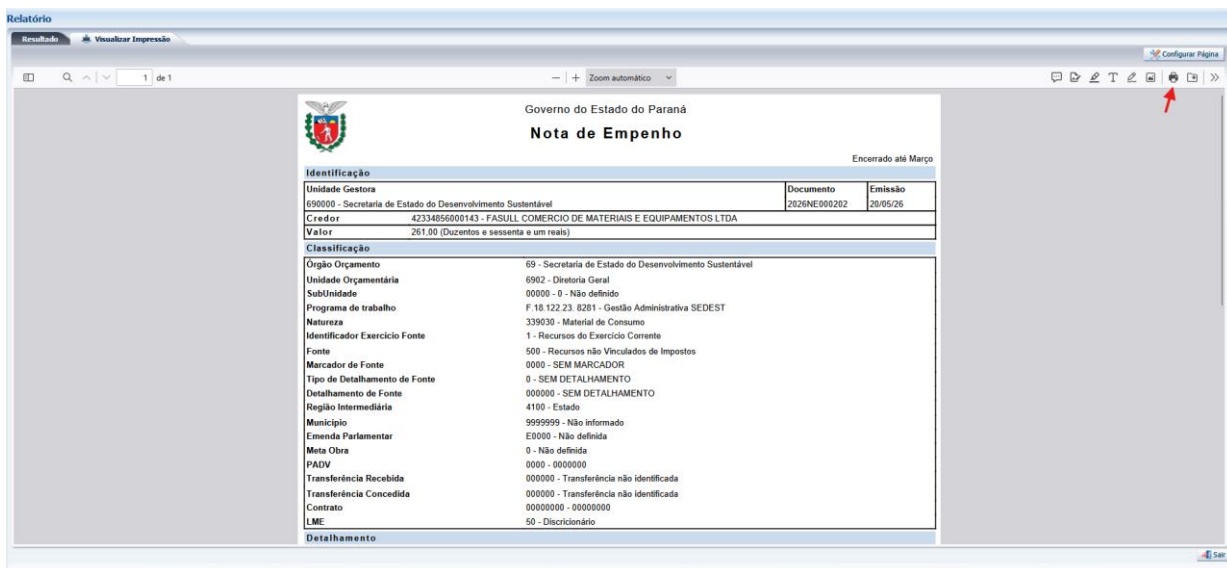 Relatório
Resultado Visualizar Impressão
Configurar Página
1 de 1 Zoom automático
Governo do Estado do Paraná
Nota de Empenho
Encerrado até Março
Identificação
Unidade Gestora Documento Emissão
690000 - Secretaria de Estado do Desenvolvimento Sustentável 2026NE000202 20/05/26
Credor 42334856000143 - FASULL COMERCIO DE MATERIAIS E EQUIPAMENTOS LTDA
Valor 261,00 (Duzentos e sessenta e um reais)
Classificação
Órgão Orçamento 69 - Secretaria de Estado do Desenvolvimento Sustentável
Unidade Orçamentária 6902 - Diretoria Geral
SubUnidade 00000 - 0 - Não definido
Programa de trabalho F.18.122.23. 8281 - Gestão Administrativa SEDEST
Natureza 339030 - Material de Consumo
Identificador Exercício Fonte 1 - Recursos do Exercício Corrente
Fonte 500 - Recursos não Vinculados de Impostos
Marcador de Fonte 0000 - SEM MARCADOR
Tipo de Detalhamento de Fonte 0 - SEM DETALHAMENTO
Detalhamento de Fonte 000000 - SEM DETALHAMENTO
Região Intermediária 4100 - Estado
Município 9999999 - Não informado
Emenda Parlamentar E0000 - Não definida
Meta Obra 0 - Não definida
PADV 0000 - 0000000
Transferência Recebida 000000 - Transferência não identificada
Transferência Concedida 000000 - Transferência não identificada
Contrato 00000000 - 00000000
LME 50 - Discricionário
Detalhamento
Sair